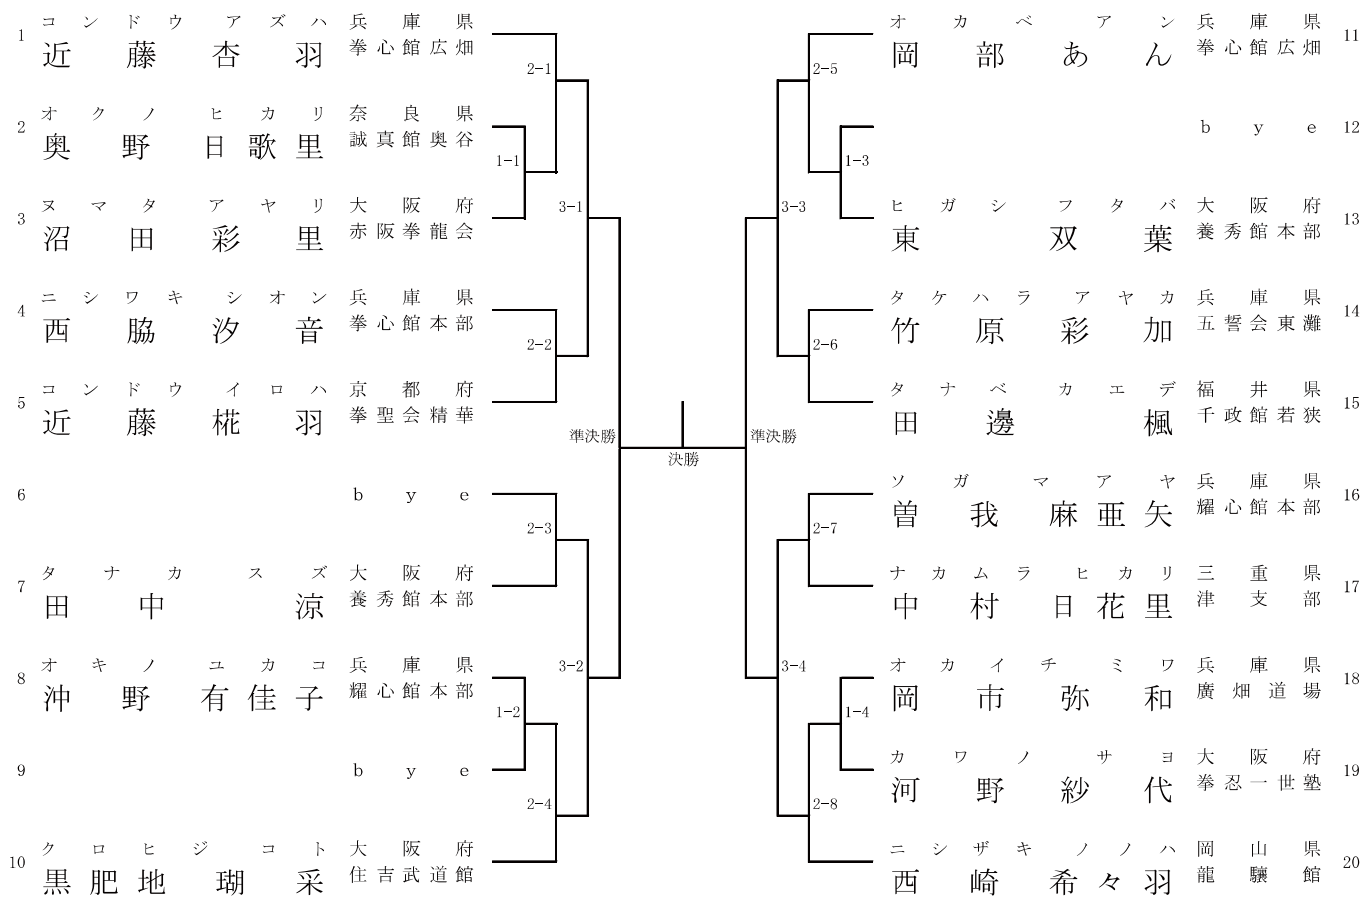 1 コンドウ アズハ 兵庫県
近藤 杏羽 拳心館広畑
2 オクノ ヒカリ 奈良県
奥野 日歌里 誠真館奥谷
3 ヌマタ アヤリ 大阪府
沼田 彩里 赤阪拳龍会
4 ニシワキ シオン 兵庫県
西脇 汐音 拳心館本部
5 コンドウ イロハ 京都府
近藤 椛羽 拳聖会精華
6 bye
7 タナカ スズ 大阪府
田中 涼 養秀館本部
8 オキノ ユカコ 兵庫県
沖野 有佳子 耀心館本部
9 bye
10 クロヒジ コト 大阪府
黒肥地 瑚采 住吉武道館
2-1
1-1
3-1
2-2
準決勝
2-3
3-2
1-2
2-4
決勝
2-5
1-3
3-3
2-6
準決勝
2-7
3-4
1-4
2-8
オカベ アン 兵庫県 11
岡部 あん 拳心館広畑
bye 12
ヒガシ フタバ 大阪府 13
東 双葉 養秀館本部
タケハラ アヤカ 兵庫県 14
竹原 彩加 五誓会東灘
タナベ カエデ 福井県 15
田邊 楓 千政館若狭
ソガ マアヤ 兵庫県 16
曽我 麻亜矢 耀心館本部
ナカムラ ヒカリ 三重県 17
中村 日花里 津支部
オカイチ ミワ 兵庫県 18
岡市 弥和 廣畑道場
カワノ サヨ 大阪府 19
河野 紗代 拳忍一世塾
ニシザキ ノノハ 岡山県 20
西崎 希々羽 龍驤館